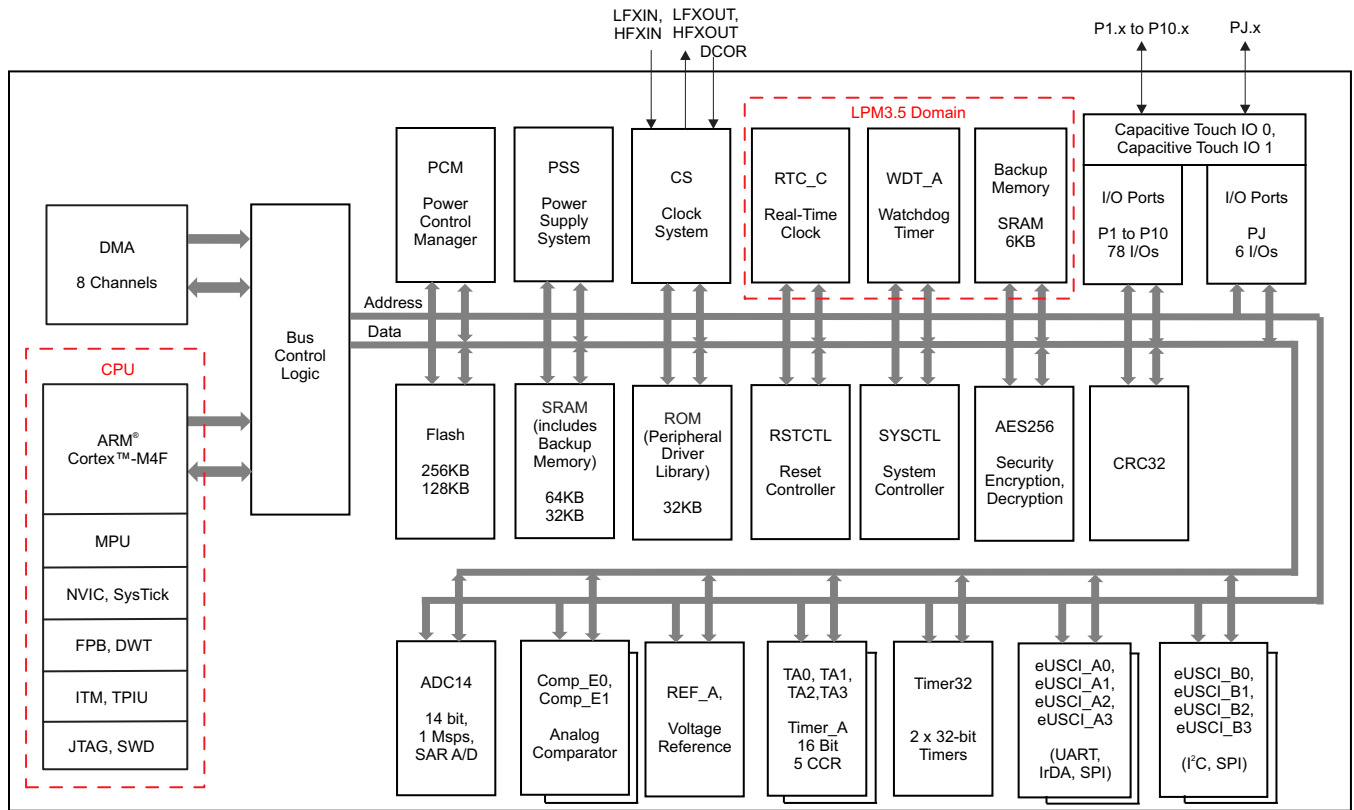 LFXIN,
HFXIN
LFXOUT,
HFXOUT
DCOR
P1.x to P10.x
PJ.x
LPM3.5 Domain
Capacitive Touch IO 0,
Capacitive Touch IO 1
PCM
Power
Control
Manager
PSS
Power
Supply
System
CS
Clock
System
RTC_C
Real-Time
Clock
WDT_A
Watchdog
Timer
Backup
Memory
SRAM
6KB
I/O Ports
P1 to P10
78 I/Os
I/O Ports
PJ
6 I/Os
DMA
8 Channels
Bus
Control
Logic
Address
Data
CPU
ARM®
Cortex™-M4F
MPU
NVIC, SysTick
FPB, DWT
ITM, TPIU
JTAG, SWD
Flash
256KB
128KB
SRAM
(includes
Backup
Memory)
64KB
32KB
ROM
(Peripheral
Driver
Library)
32KB
RSTCTL
Reset
Controller
SYSCTL
System
Controller
AES256
Security
Encryption,
Decryption
CRC32
ADC14
14 bit,
1 Msps,
SAR A/D
Comp_E0,
Comp_E1
Analog
Comparator
REF_A,
Voltage
Reference
TA0, TA1,
TA2,TA3
Timer_A
16 Bit
5 CCR
Timer32
2 x 32-bit
Timers
eUSCI_A0,
eUSCI_A1,
eUSCI_A2,
eUSCI_A3
(UART,
IrDA, SPI)
eUSCI_B0,
eUSCI_B1,
eUSCI_B2,
eUSCI_B3
(I²C, SPI)